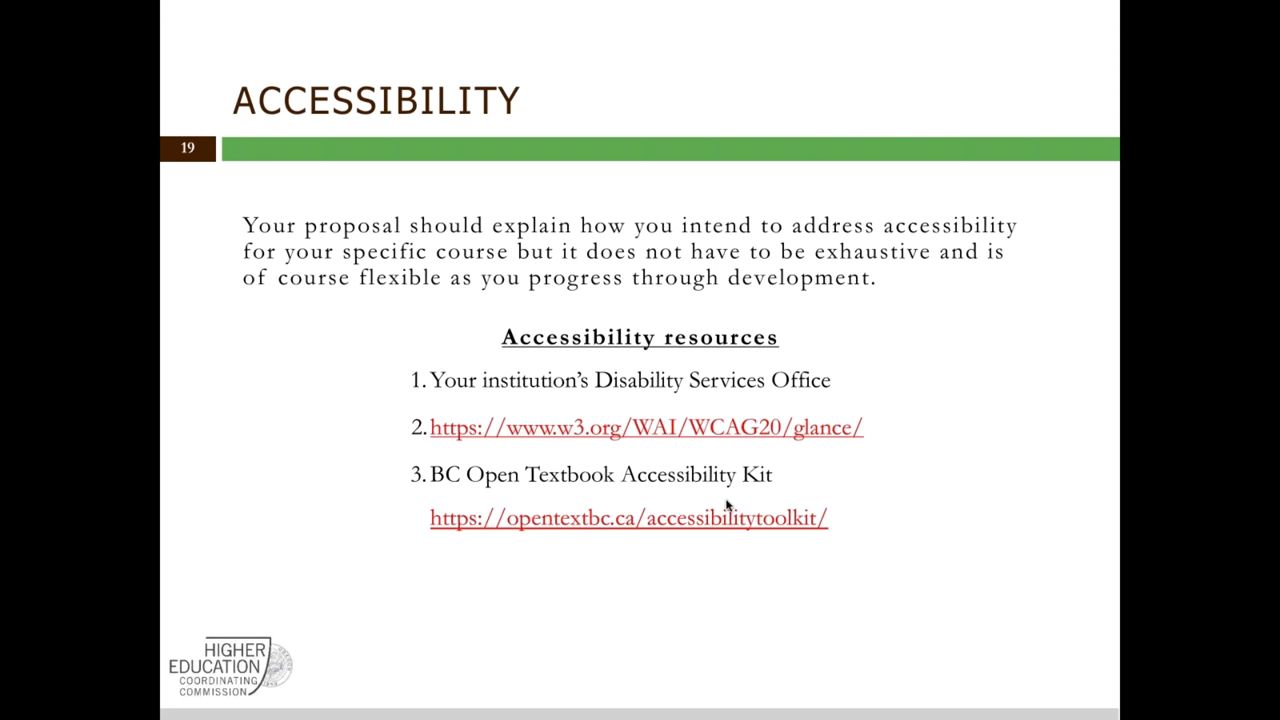 ACCESSIBILITY
19
Your proposal should explain how you intend to address accessibility
for your specific course but it does not have to be exhaustive and is
of course flexible as you progress through development.
Accessibility resources
1. Your institution’s Disability Services Office
2. https://www.w3.org/WAI/WCAG20/glance/
3. BC Open Textbook Accessibility Kit
https://opentextbc.ca/accessibilitytoolkit/
HIGHER
EDUCATION
COORDINATING
COMMISSION